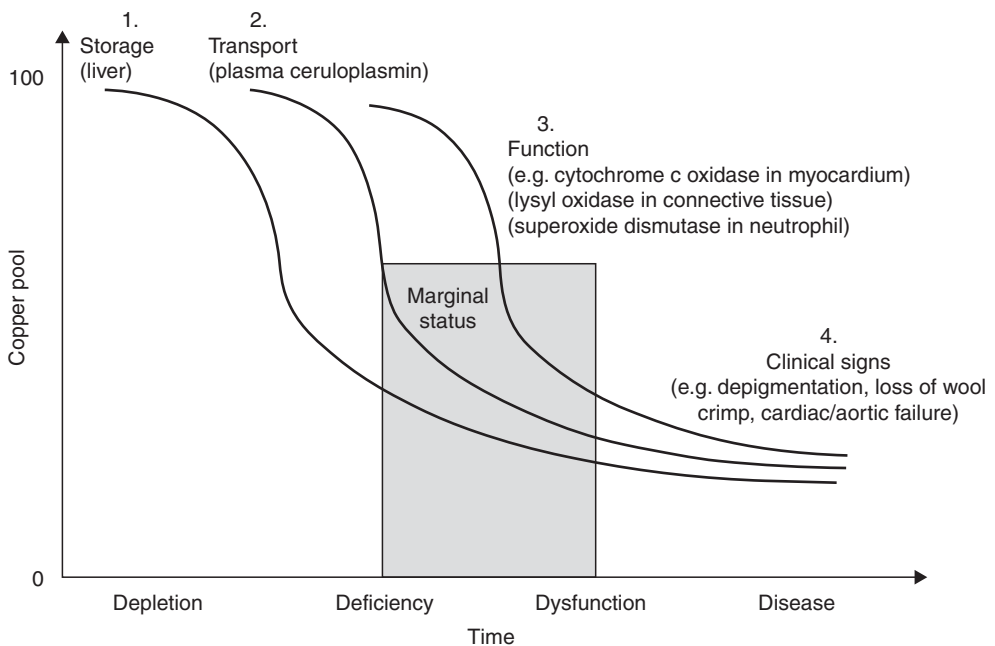 1.
Storage
(liver)
2.
Transport
(plasma ceruloplasmin)
100
3.
Function
(e.g. cytochrome c oxidase in myocardium)
(lysyl oxidase in connective tissue)
(superoxide dismutase in neutrophil)
Copper pool
Marginal
status
4.
Clinical signs
(e.g. depigmentation, loss of wool
crimp, cardiac/aortic failure)
0
Depletion
Deficiency
Dysfunction
Disease
Time